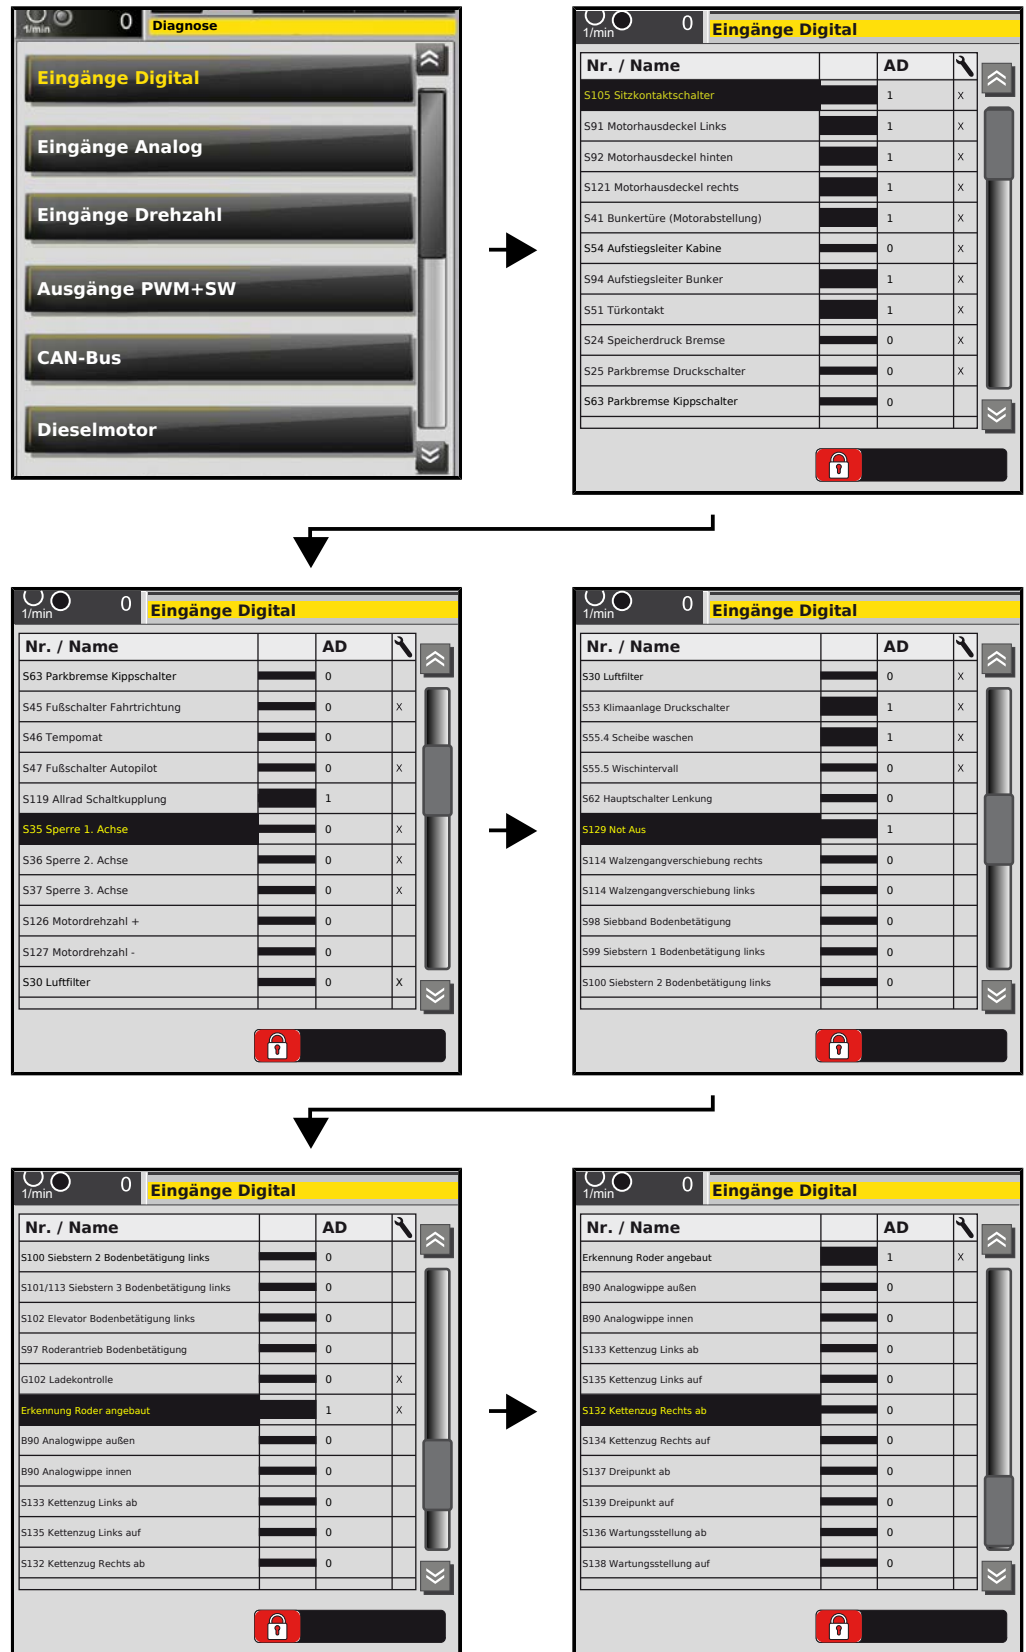 1/min 0 Diagnose
Eingänge Digital
Eingänge Analog
Eingänge Drehzahl
Ausgänge PWM+SW
CAN-Bus
Dieselmotor
1/min 0 Eingänge Digital
Nr. / Name AD
S105 Sitzkontaktschalter 1 X
S91 Motorhausdeckel Links 1 X
S92 Motorhausdeckel hinten 1 X
S121 Motorhausdeckel rechts 1 X
S41 Bunkertüre (Motorabstellung) 1 X
S54 Aufstiegsleiter Kabine 0 X
S94 Aufstiegsleiter Bunker 1 X
S51 Türkontakt 1 X
S24 Speicherdruck Bremse 0 X
S25 Parkbremse Druckschalter 0 X
S63 Parkbremse Kippschalter 0
1/min 0 Eingänge Digital
Nr. / Name AD
S63 Parkbremse Kippschalter 0
S45 Fußschalter Fahrtrichtung 0 X
S46 Tempomat 0
S47 Fußschalter Autopilot 0 X
S119 Allrad Schaltkupplung 1
S35 Sperre 1. Achse 0 X
S36 Sperre 2. Achse 0 X
S37 Sperre 3. Achse 0 X
S126 Motordrehzahl + 0
S127 Motordrehzahl - 0
S30 Luftfilter 0 X
1/min 0 Eingänge Digital
Nr. / Name AD
S30 Luftfilter 0 X
S53 Klimaanlage Druckschalter 1 X
S55.4 Scheibe waschen 1 X
S55.5 Wischintervall 0 X
S62 Hauptschalter Lenkung 0
S129 Not Aus 1
S114 Walzengangverschiebung rechts 0
S114 Walzengangverschiebung links 0
S98 Siebband Bodenbetätigung 0
S99 Siebstern 1 Bodenbetätigung links 0
S100 Siebstern 2 Bodenbetätigung links 0
1/min 0 Eingänge Digital
Nr. / Name AD
S100 Siebstern 2 Bodenbetätigung links 0
S101/113 Siebstern 3 Bodenbetätigung links 0
S102 Elevator Bodenbetätigung links 0
S97 Roderantrieb Bodenbetätigung 0
G102 Ladekontrolle 0 X
Erkennung Roder angebaut 1 X
B90 Analogwippe außen 0
B90 Analogwippe innen 0
S133 Kettenzug Links ab 0
S135 Kettenzug Links auf 0
S132 Kettenzug Rechts ab 0
1/min 0 Eingänge Digital
Nr. / Name AD
Erkennung Roder angebaut 1 X
B90 Analogwippe außen 0
B90 Analogwippe innen 0
S133 Kettenzug Links ab 0
S135 Kettenzug Links auf 0
S132 Kettenzug Rechts ab 0
S134 Kettenzug Rechts auf 0
S137 Dreipunkt ab 0
S139 Dreipunkt auf 0
S136 Wartungsstellung ab 0
S138 Wartungsstellung auf 0